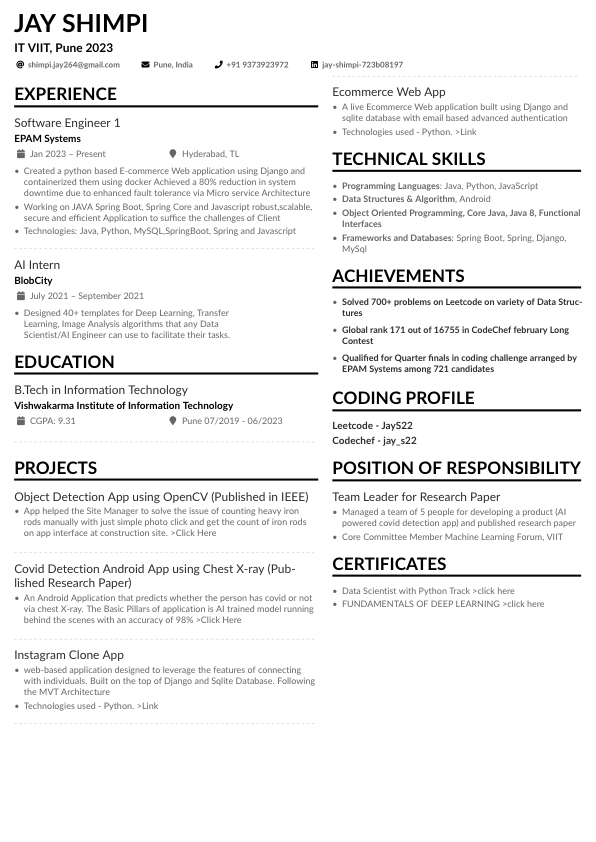 JAY SHIMPI
IT VIIT, Pune 2023
shimpi.jay264@gmail.com Pune, India +91 9373923972 jay-shimpi-723b08197
EXPERIENCE
Software Engineer 1
EPAM Systems
Jan 2023 – Present Hyderabad, TL
• Created a python based E-commerce Web application using Django and
containerized them using docker Achieved a 80% reduction in system
downtime due to enhanced fault tolerance via Micro service Architecture
• Working on JAVA Spring Boot, Spring Core and Javascript robust,scalable,
secure and efficient Application to suffice the challenges of Client
• Technologies: Java, Python, MySQL,SpringBoot, Spring and Javascript
AI Intern
BlobCity
July 2021 – September 2021
• Designed 40+ templates for Deep Learning, Transfer
Learning, Image Analysis algorithms that any Data
Scientist/AI Engineer can use to facilitate their tasks.
EDUCATION
B.Tech in Information Technology
Vishwakarma Institute of Information Technology
CGPA: 9.31 Pune 07/2019 - 06/2023
PROJECTS
Object Detection App using OpenCV (Published in IEEE)
• App helped the Site Manager to solve the issue of counting heavy iron
rods manually with just simple photo click and get the count of iron rods
on app interface at construction site. >Click Here
Covid Detection Android App using Chest X-ray (Pub-
lished Research Paper)
• An Android Application that predicts whether the person has covid or not
via chest X-ray. The Basic Pillars of application is AI trained model running
behind the scenes with an accuracy of 98% >Click Here
Instagram Clone App
• web-based application designed to leverage the features of connecting
with individuals. Built on the top of Django and Sqlite Database. Following
the MVT Architecture
• Technologies used - Python. >Link
Ecommerce Web App
• A live Ecommerce Web application built using Django and
sqlite database with email based advanced authentication
• Technologies used - Python. >Link
TECHNICAL SKILLS
• Programming Languages: Java, Python, JavaScript
• Data Structures & Algorithm, Android
• Object Oriented Programming, Core Java, Java 8, Functional
Interfaces
• Frameworks and Databases: Spring Boot, Spring, Django,
MySql
ACHIEVEMENTS
• Solved 700+ problems on Leetcode on variety of Data Struc-
tures
• Global rank 171 out of 16755 in CodeChef february Long
Contest
• Qualified for Quarter finals in coding challenge arranged by
EPAM Systems among 721 candidates
CODING PROFILE
Leetcode - JayS22
Codechef - jay_s22
POSITION OF RESPONSIBILITY
Team Leader for Research Paper
• Managed a team of 5 people for developing a product (AI
powered covid detection app) and published research paper
• Core Committee Member Machine Learning Forum, VIIT
CERTIFICATES
• Data Scientist with Python Track >click here
• FUNDAMENTALS OF DEEP LEARNING >click here